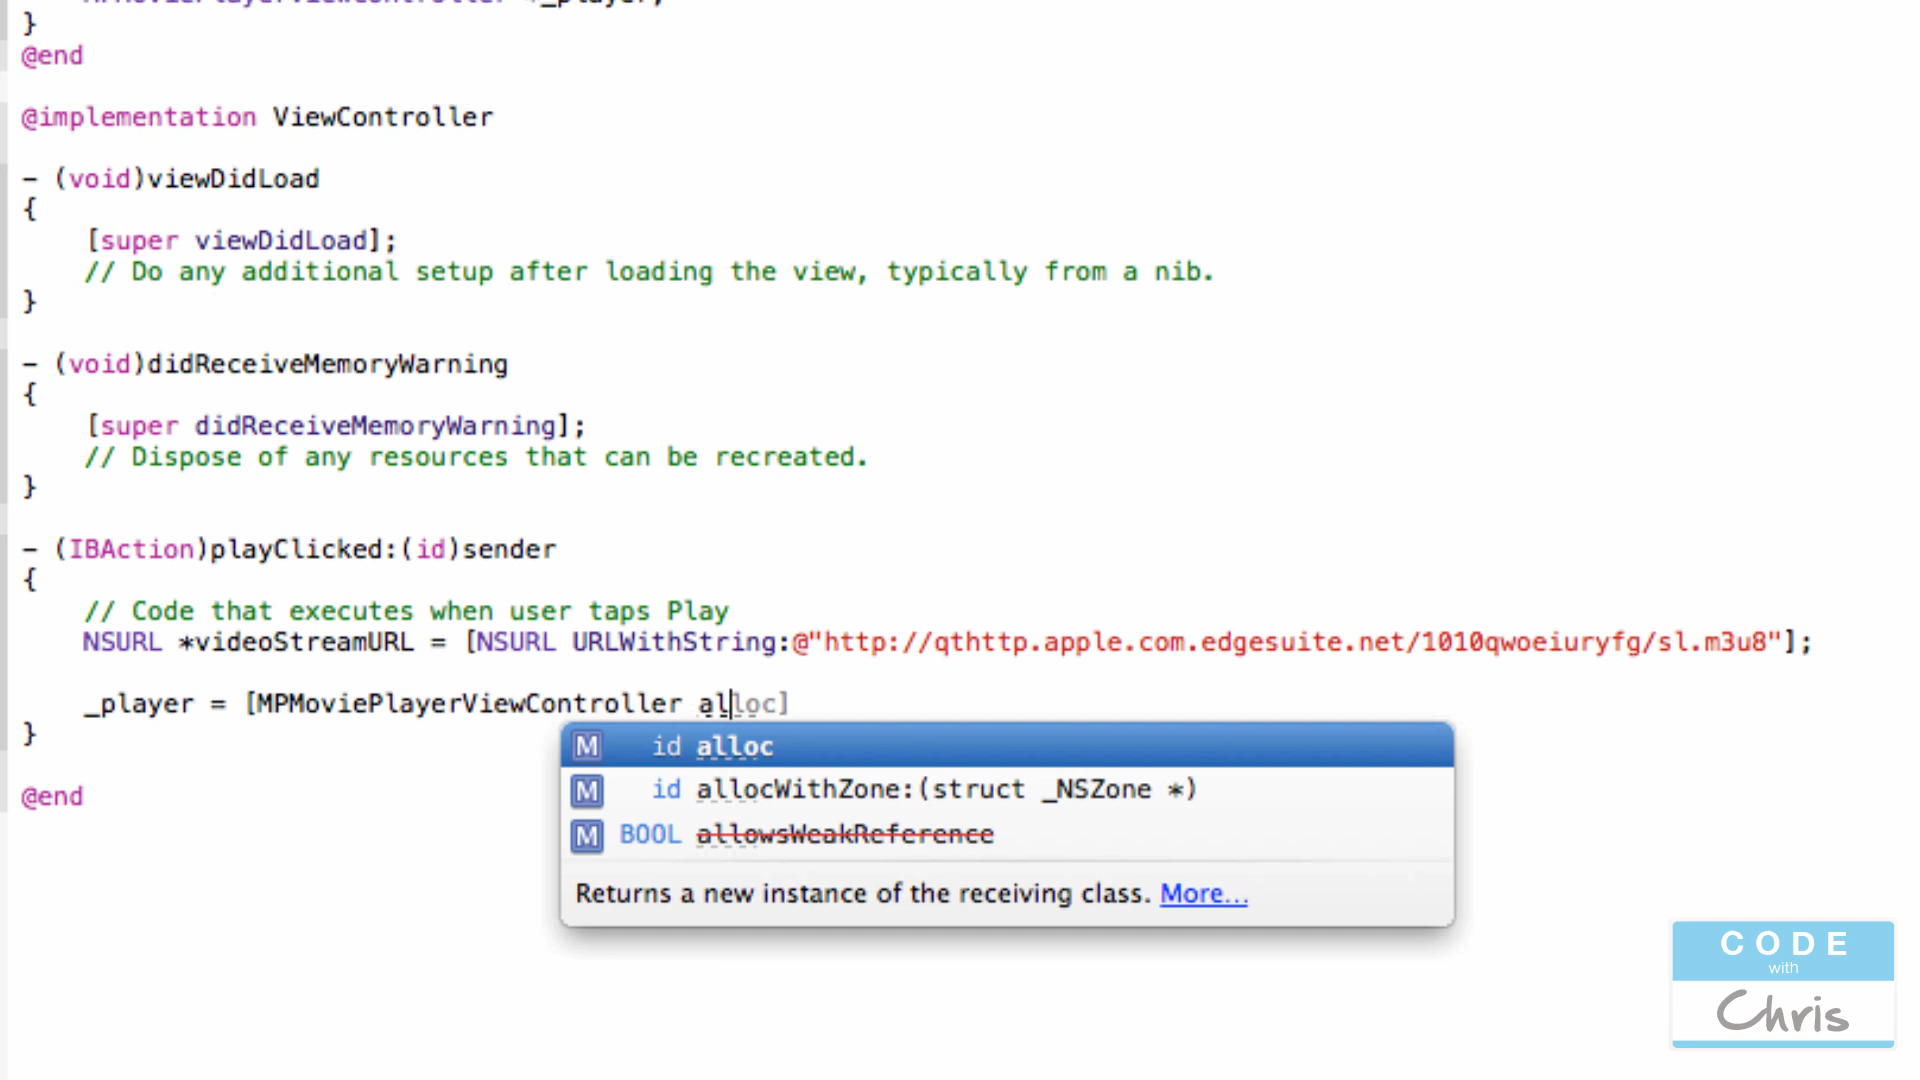 MPMoviePlayerViewController *_player;
}
@end
@implementation ViewController
- (void)viewDidLoad
{
[super viewDidLoad];
// Do any additional setup after loading the view, typically from a nib.
}
- (void)didReceiveMemoryWarning
{
[super didReceiveMemoryWarning];
// Dispose of any resources that can be recreated.
}
- (IBAction)playClicked:(id)sender
{
// Code that executes when user taps Play
NSURL *videoStreamURL = [NSURL URLWithString:@"http://qthttp.apple.com.edgesuite.net/1010qwoeiuryfg/sl.m3u8"];
_player = [MPMoviePlayerViewController alloc]
}
M id alloc
M id allocWithZone:(struct _NSZone *)
M BOOL allowsWeakReference
Returns a new instance of the receiving class. More...
@end
CODE
with
Chris